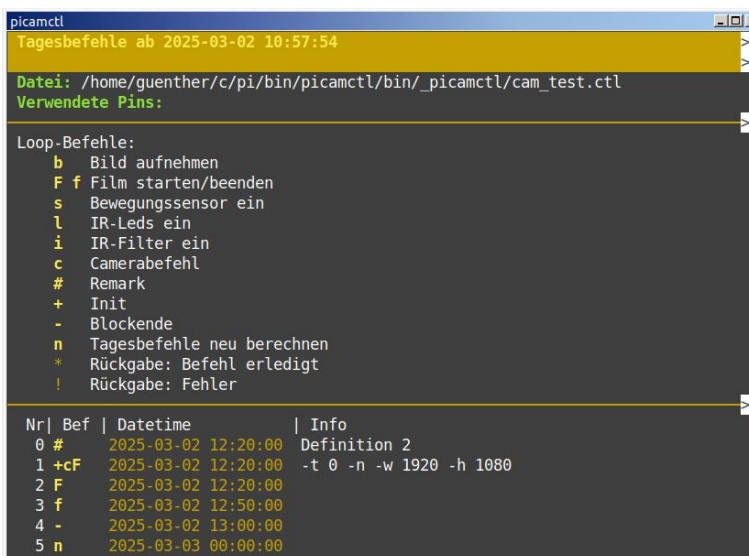 picamctl
Tagesbefehle ab 2025-03-02 10:57:54
>
>
Datei: /home/guenther/c/pi/bin/picamctl/bin/_picamctl/cam_test.ctl
Verwendete Pins:
>
Loop-Befehle:
b Bild aufnehmen
F f Film starten/beenden
s Bewegungssensor ein
l IR-Leds ein
i IR-Filter ein
c Camerabefehl
# Remark
+ Init
- Blockende
n Tagesbefehle neu berechnen
* Rückgabe: Befehl erledigt
! Rückgabe: Fehler
>
Nr| Bef | Datetime | Info
0 # 2025-03-02 12:20:00 Definition 2
1 +cF 2025-03-02 12:20:00 -t 0 -n -w 1920 -h 1080
2 F 2025-03-02 12:20:00
3 f 2025-03-02 12:50:00
4 - 2025-03-02 13:00:00
5 n 2025-03-03 00:00:00